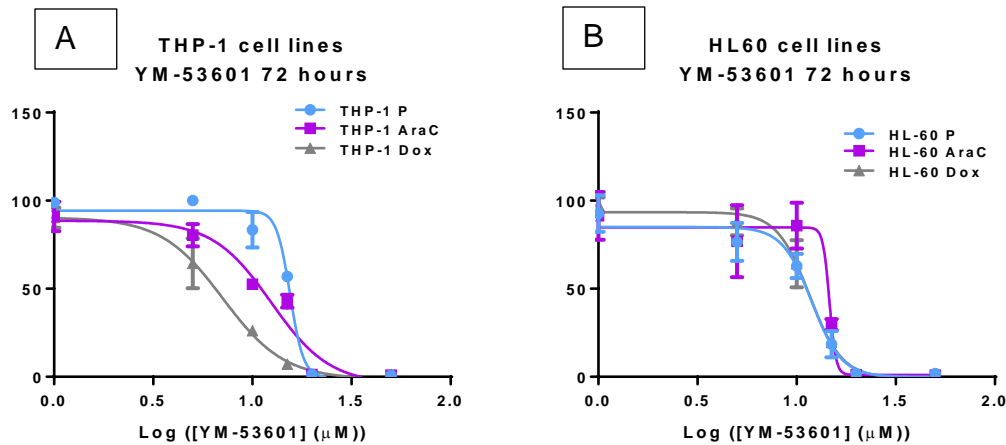 A
THP-1 cell lines
YM-53601 72 hours
THP-1 P
THP-1 AraC
THP-1 Dox
150
100
50
0
0.0 0.5 1.0 1.5 2.0
Log ([YM-53601] (μM))
B
HL60 cell lines
YM-53601 72 hours
HL-60 P
HL-60 AraC
HL-60 Dox
150
100
50
0
0.0 0.5 1.0 1.5 2.0
Log ([YM-53601] (μM))